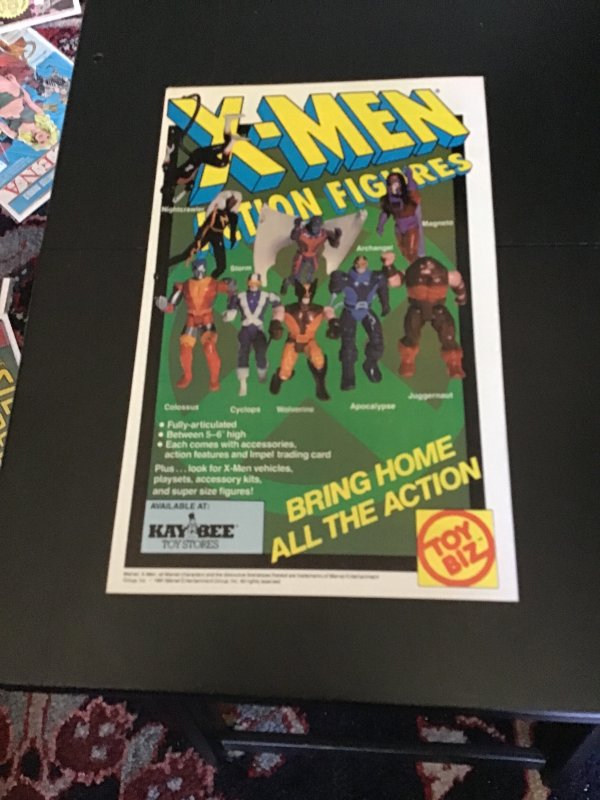 X-MEN
ACTION FIGURES
Nightcrawler
Magneto
Archangel
Storm
Juggernaut
Colossus
Cyclops
Wolverine
Apocalypse
• Fully-articulated
• Between 5-6" high
• Each comes with accessories,
action features and Impel trading card
Plus... look for X-Men vehicles,
playsets, accessory kits,
and super size figures!
BRING HOME
ALL THE ACTION
AVAILABLE AT:
KAY BEE
TOY STORES
TOY
BIZ